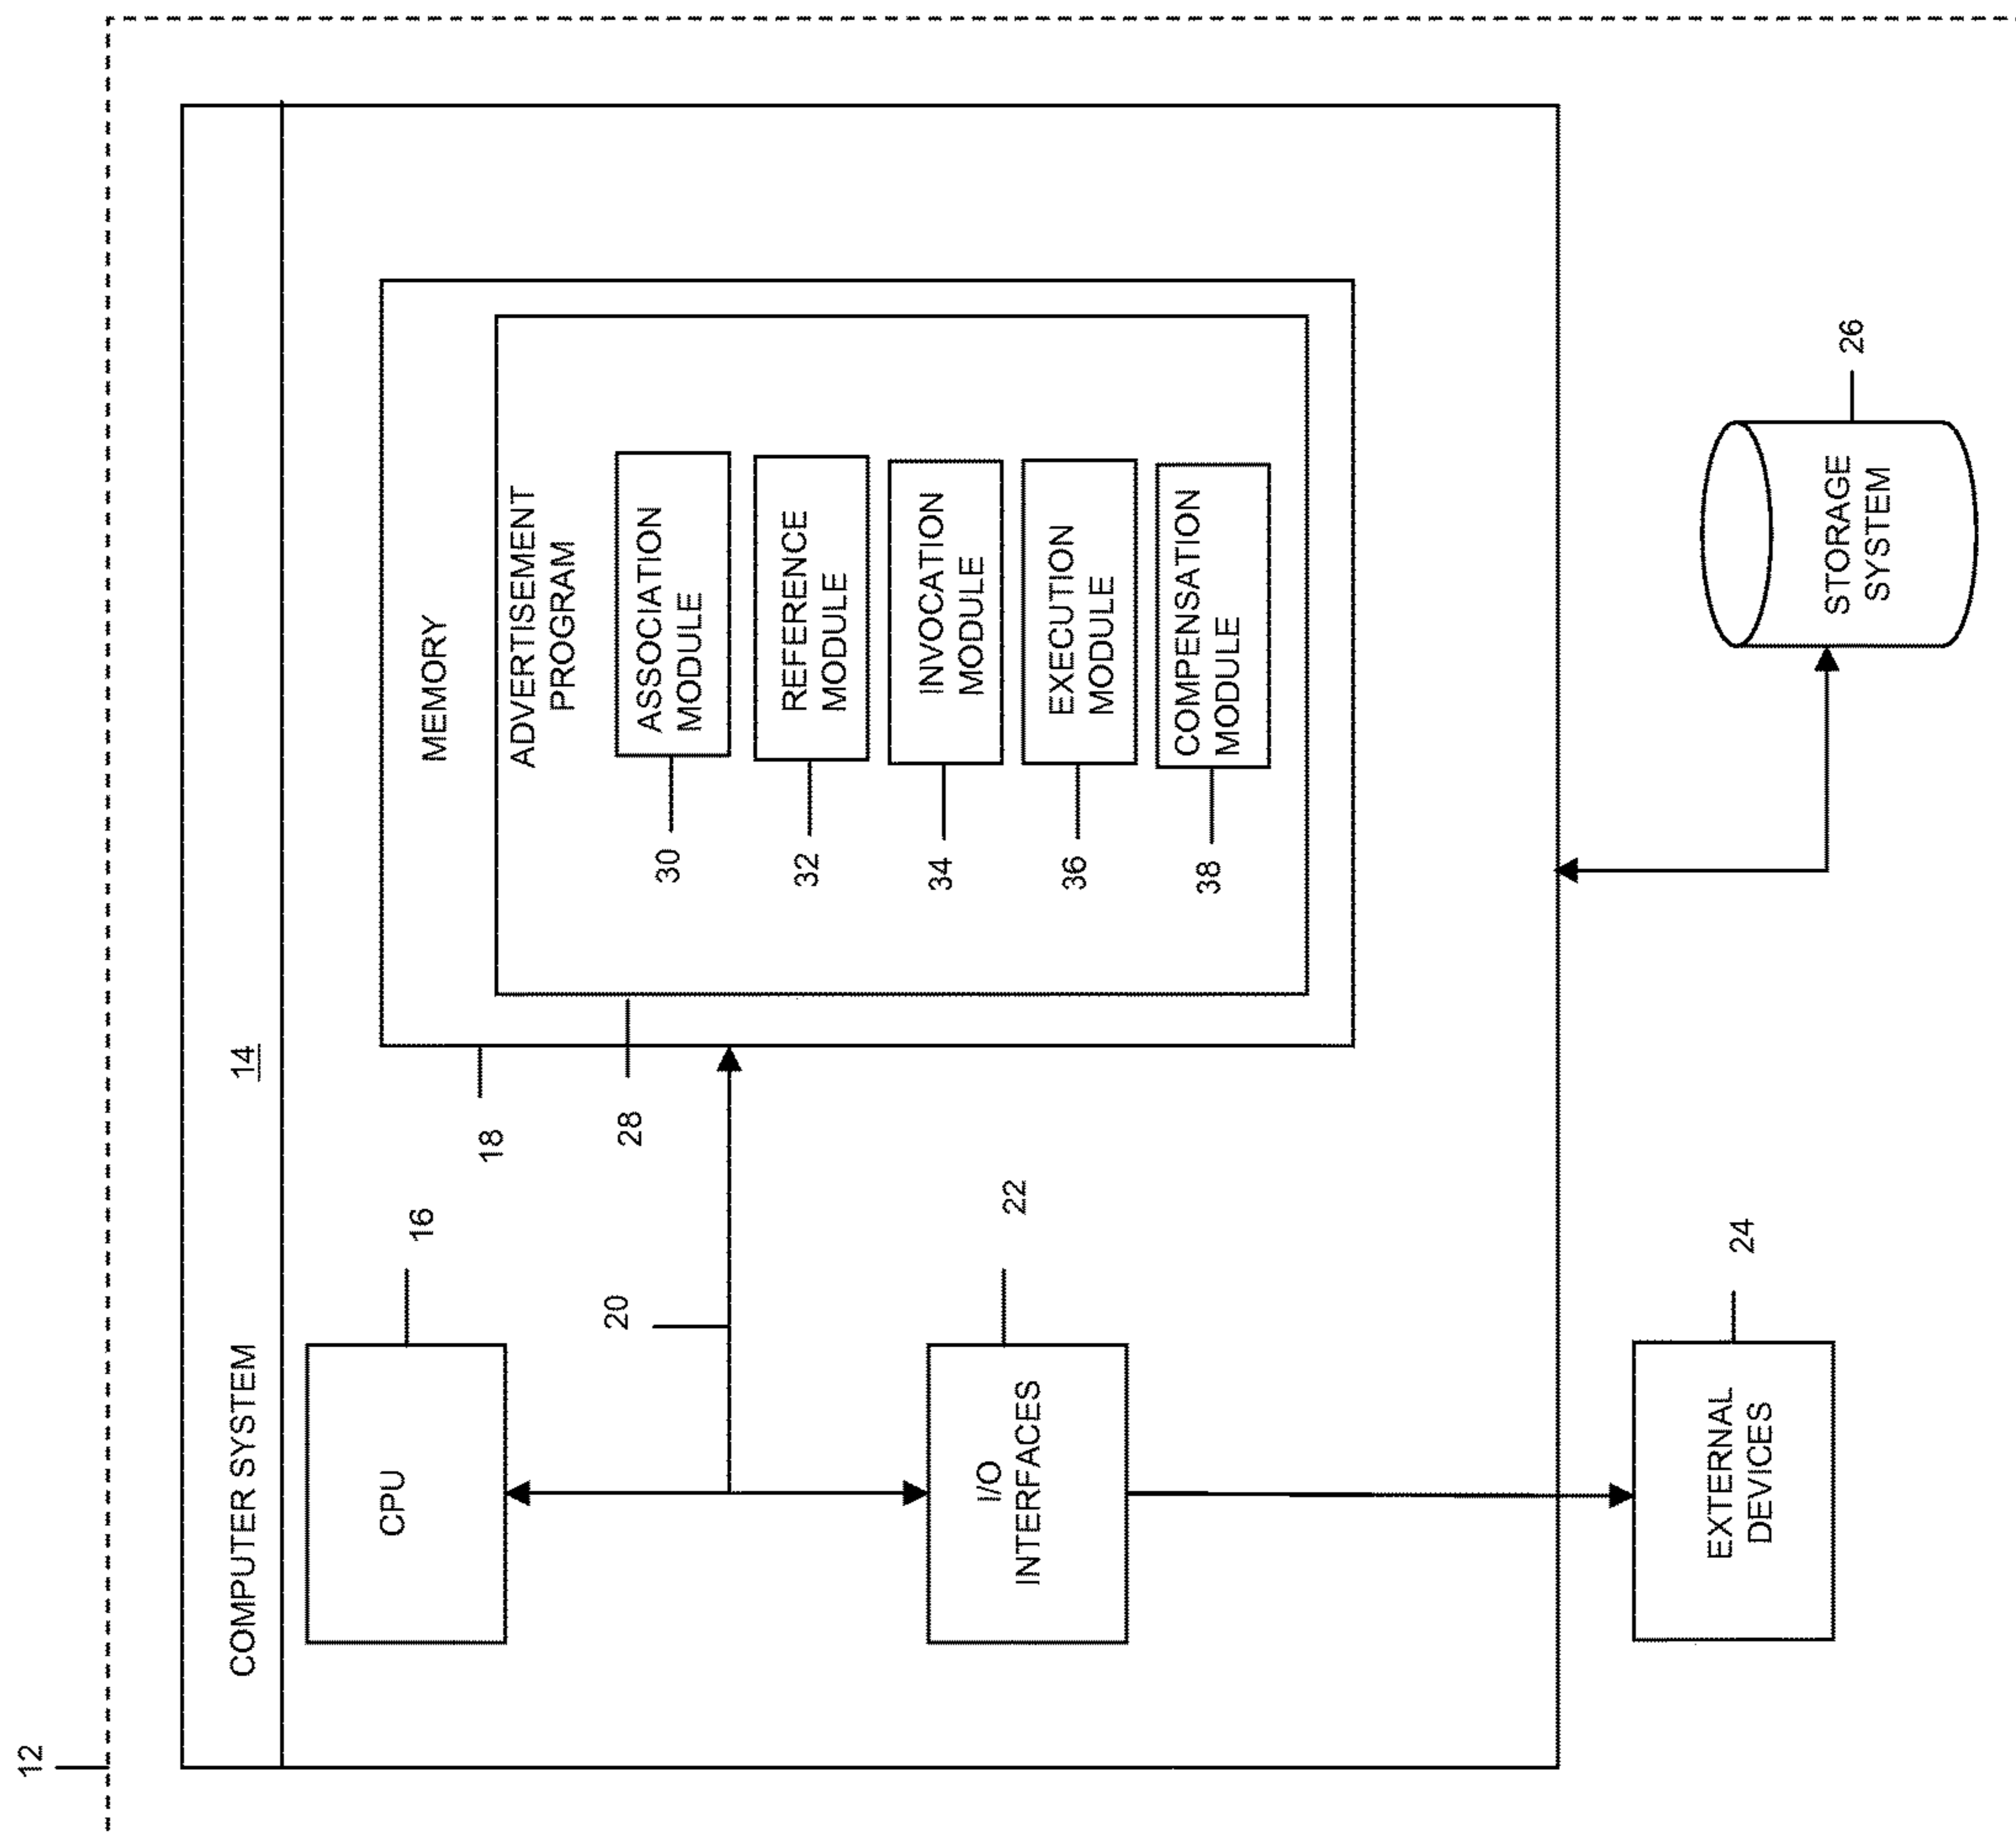 12
COMPUTER SYSTEM
14
CPU
16
MEMORY
18
ADVERTISEMENT
PROGRAM
28
ASSOCIATION
MODULE
30
REFERENCE
MODULE
32
INVOCATION
MODULE
34
EXECUTION
MODULE
36
COMPENSATION
MODULE
38
20
I/O
INTERFACES
22
EXTERNAL
DEVICES
24
STORAGE
SYSTEM
26